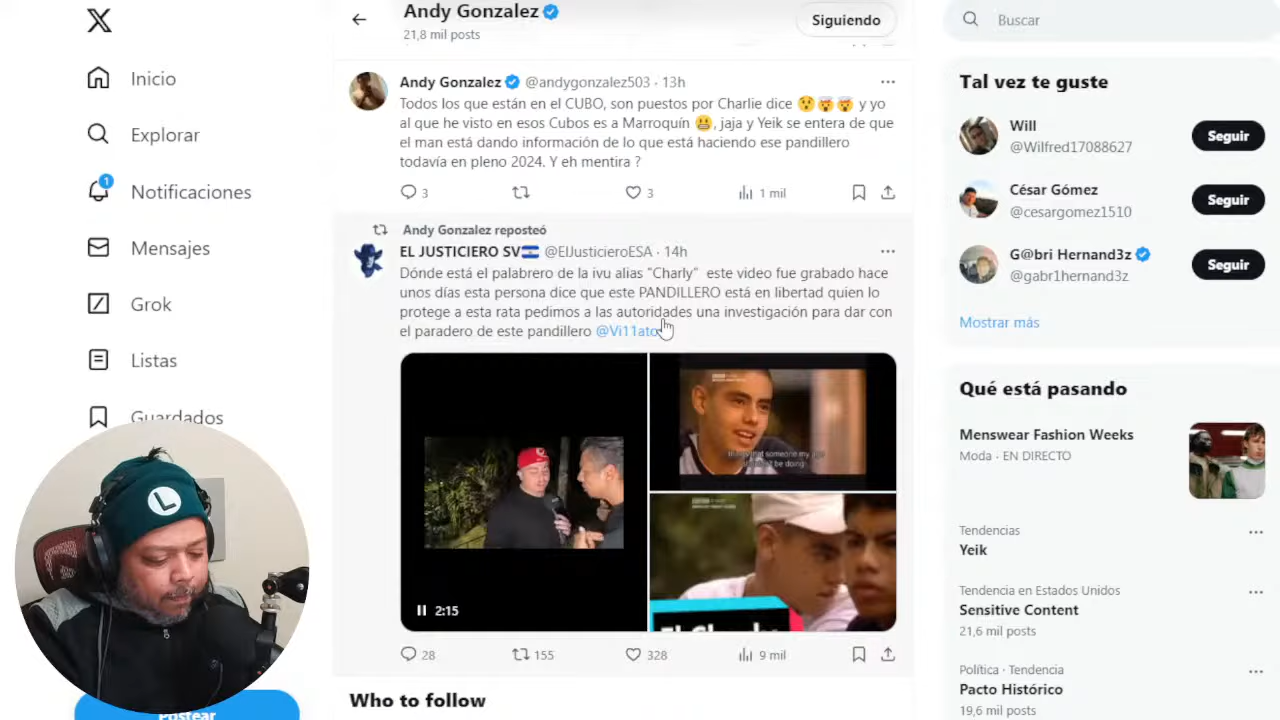 Andy Gonzalez
21,8 mil posts
Siguiendo
Buscar
Inicio
Explorar
1
Notificaciones
Mensajes
Grok
Listas
Guardados
Postear
Andy Gonzalez @andygonzalez503 · 13h
Todos los que están en el CUBO, son puestos por Charlie dice 😯🤯🤯 y yo
al que he visto en esos Cubos es a Marroquín 😬, jaja y Yeik se entera de que
el man está dando información de lo que está haciendo ese pandillero
todavía en pleno 2024. Y eh mentira ?
3
3
1 mil
Andy Gonzalez reposteó
EL JUSTICIERO SV🇸🇻 @ElJusticieroESA · 14h
Dónde está el palabrero de la ivu alias "Charly" este video fue grabado hace
unos días esta persona dice que este PANDILLERO está en libertad quien lo
protege a esta rata pedimos a las autoridades una investigación para dar con
el paradero de este pandillero @Vi11ato
L
2:15
28
155
328
9 mil
Who to follow
Tal vez te guste
Will
@Wilfred17088627
Seguir
César Gómez
@cesargomez1510
Seguir
G@bri Hernand3z
@gabr1hernand3z
Seguir
Mostrar más
Qué está pasando
Menswear Fashion Weeks
Moda · EN DIRECTO
Tendencias
Yeik
Tendencia en Estados Unidos
Sensitive Content
21,6 mil posts
Política · Tendencia
Pacto Histórico
19,6 mil posts